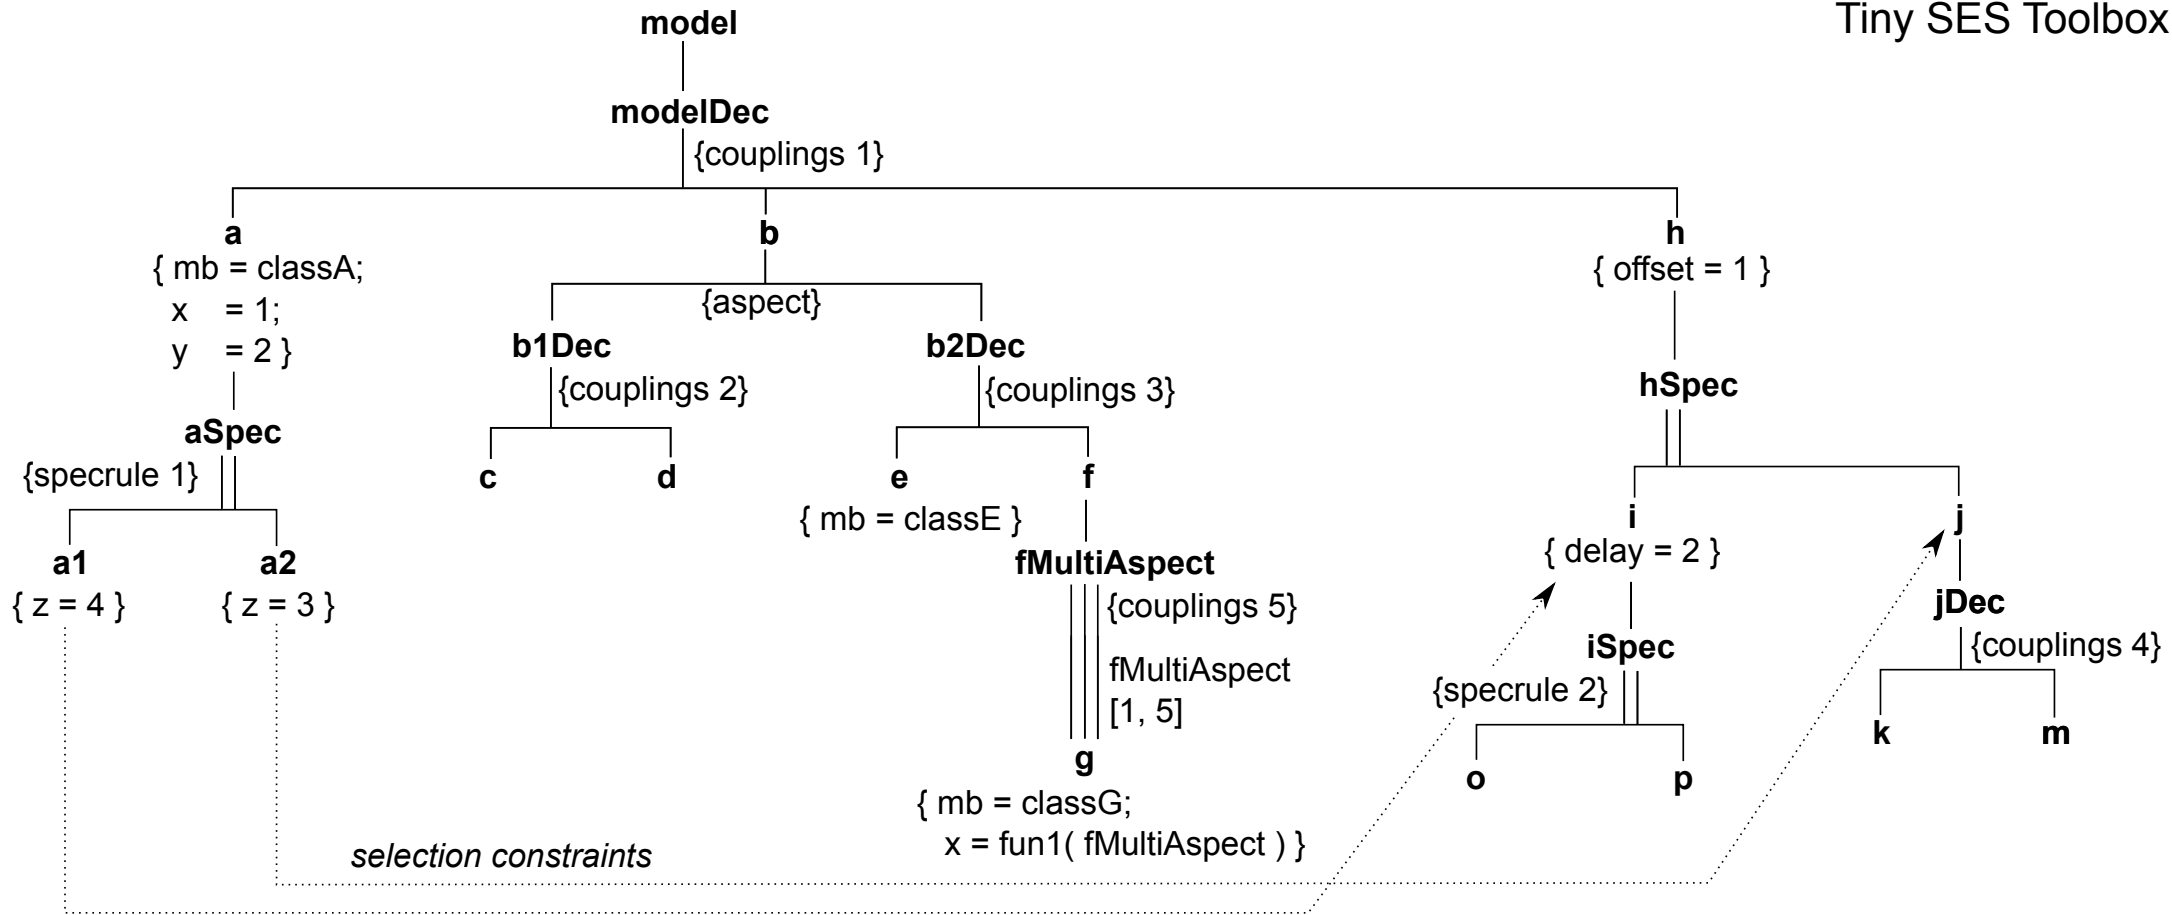 Tiny SES Toolbox
model
modelDec
{couplings 1}
a
b
h
{ mb = classA;
x = 1;
y = 2 }
{ offset = 1 }
{aspect}
b1Dec
b2Dec
{couplings 2}
{couplings 3}
hSpec
aSpec
{specrule 1}
c
d
e
f
{ mb = classE }
i
j
{ delay = 2 }
a1
a2
{ z = 4 }
{ z = 3 }
fMultiAspect
{couplings 5}
fMultiAspect
[1, 5]
jDec
{couplings 4}
iSpec
{specrule 2}
k
m
o
p
g
{ mb = classG;
x = fun1( fMultiAspect ) }
selection constraints